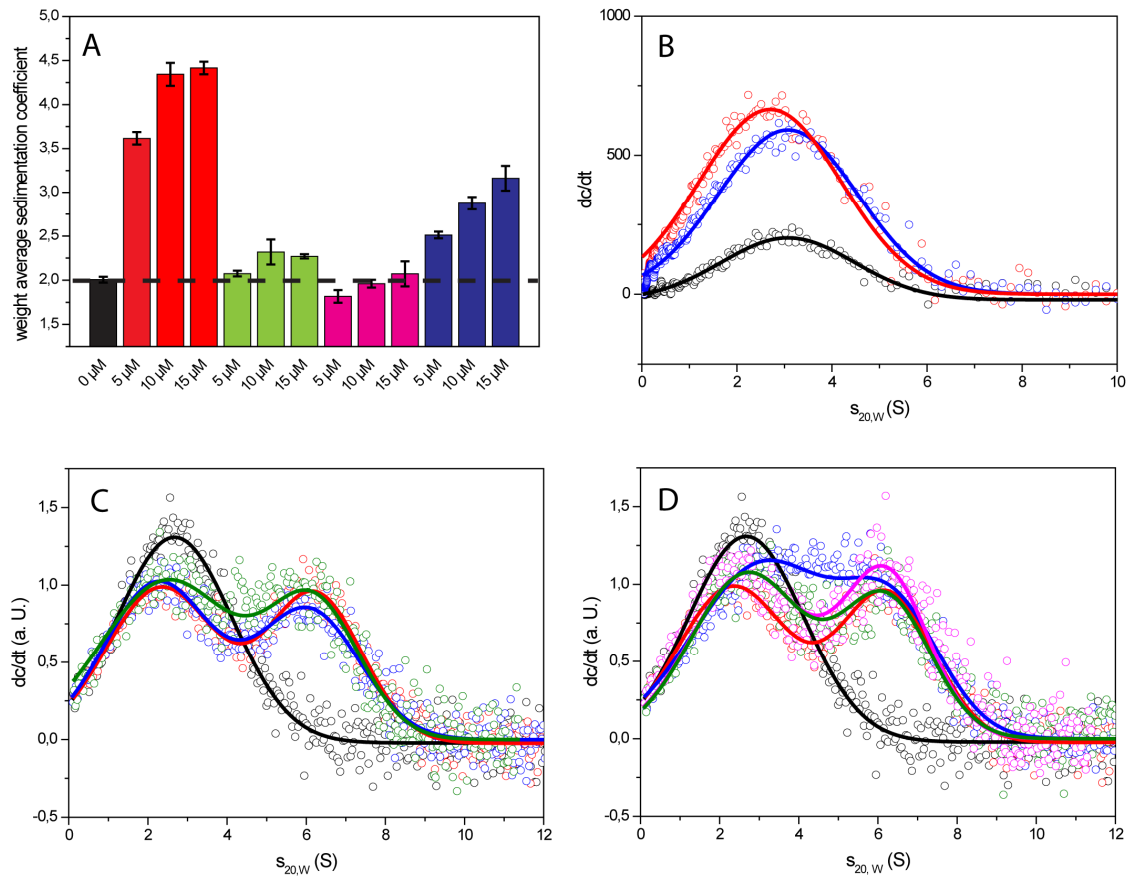 A
weight average sedimentation coefficient
5,0
4,5
4,0
3,5
3,0
2,5
2,0
1,5
0 µM
5 µM
10 µM
15 µM
5 µM
10 µM
15 µM
5 µM
10 µM
15 µM
5 µM
10 µM
15 µM
B
dc/dt
1000
500
0
0 2 4 6 8 10
s20,W (S)
C
dc/dt (a. U.)
1,5
1,0
0,5
0,0
-0,5
0 2 4 6 8 10 12
s20,W (S)
D
dc/dt (a. U.)
1,5
1,0
0,5
0,0
-0,5
0 2 4 6 8 10 12
s20, W (S)